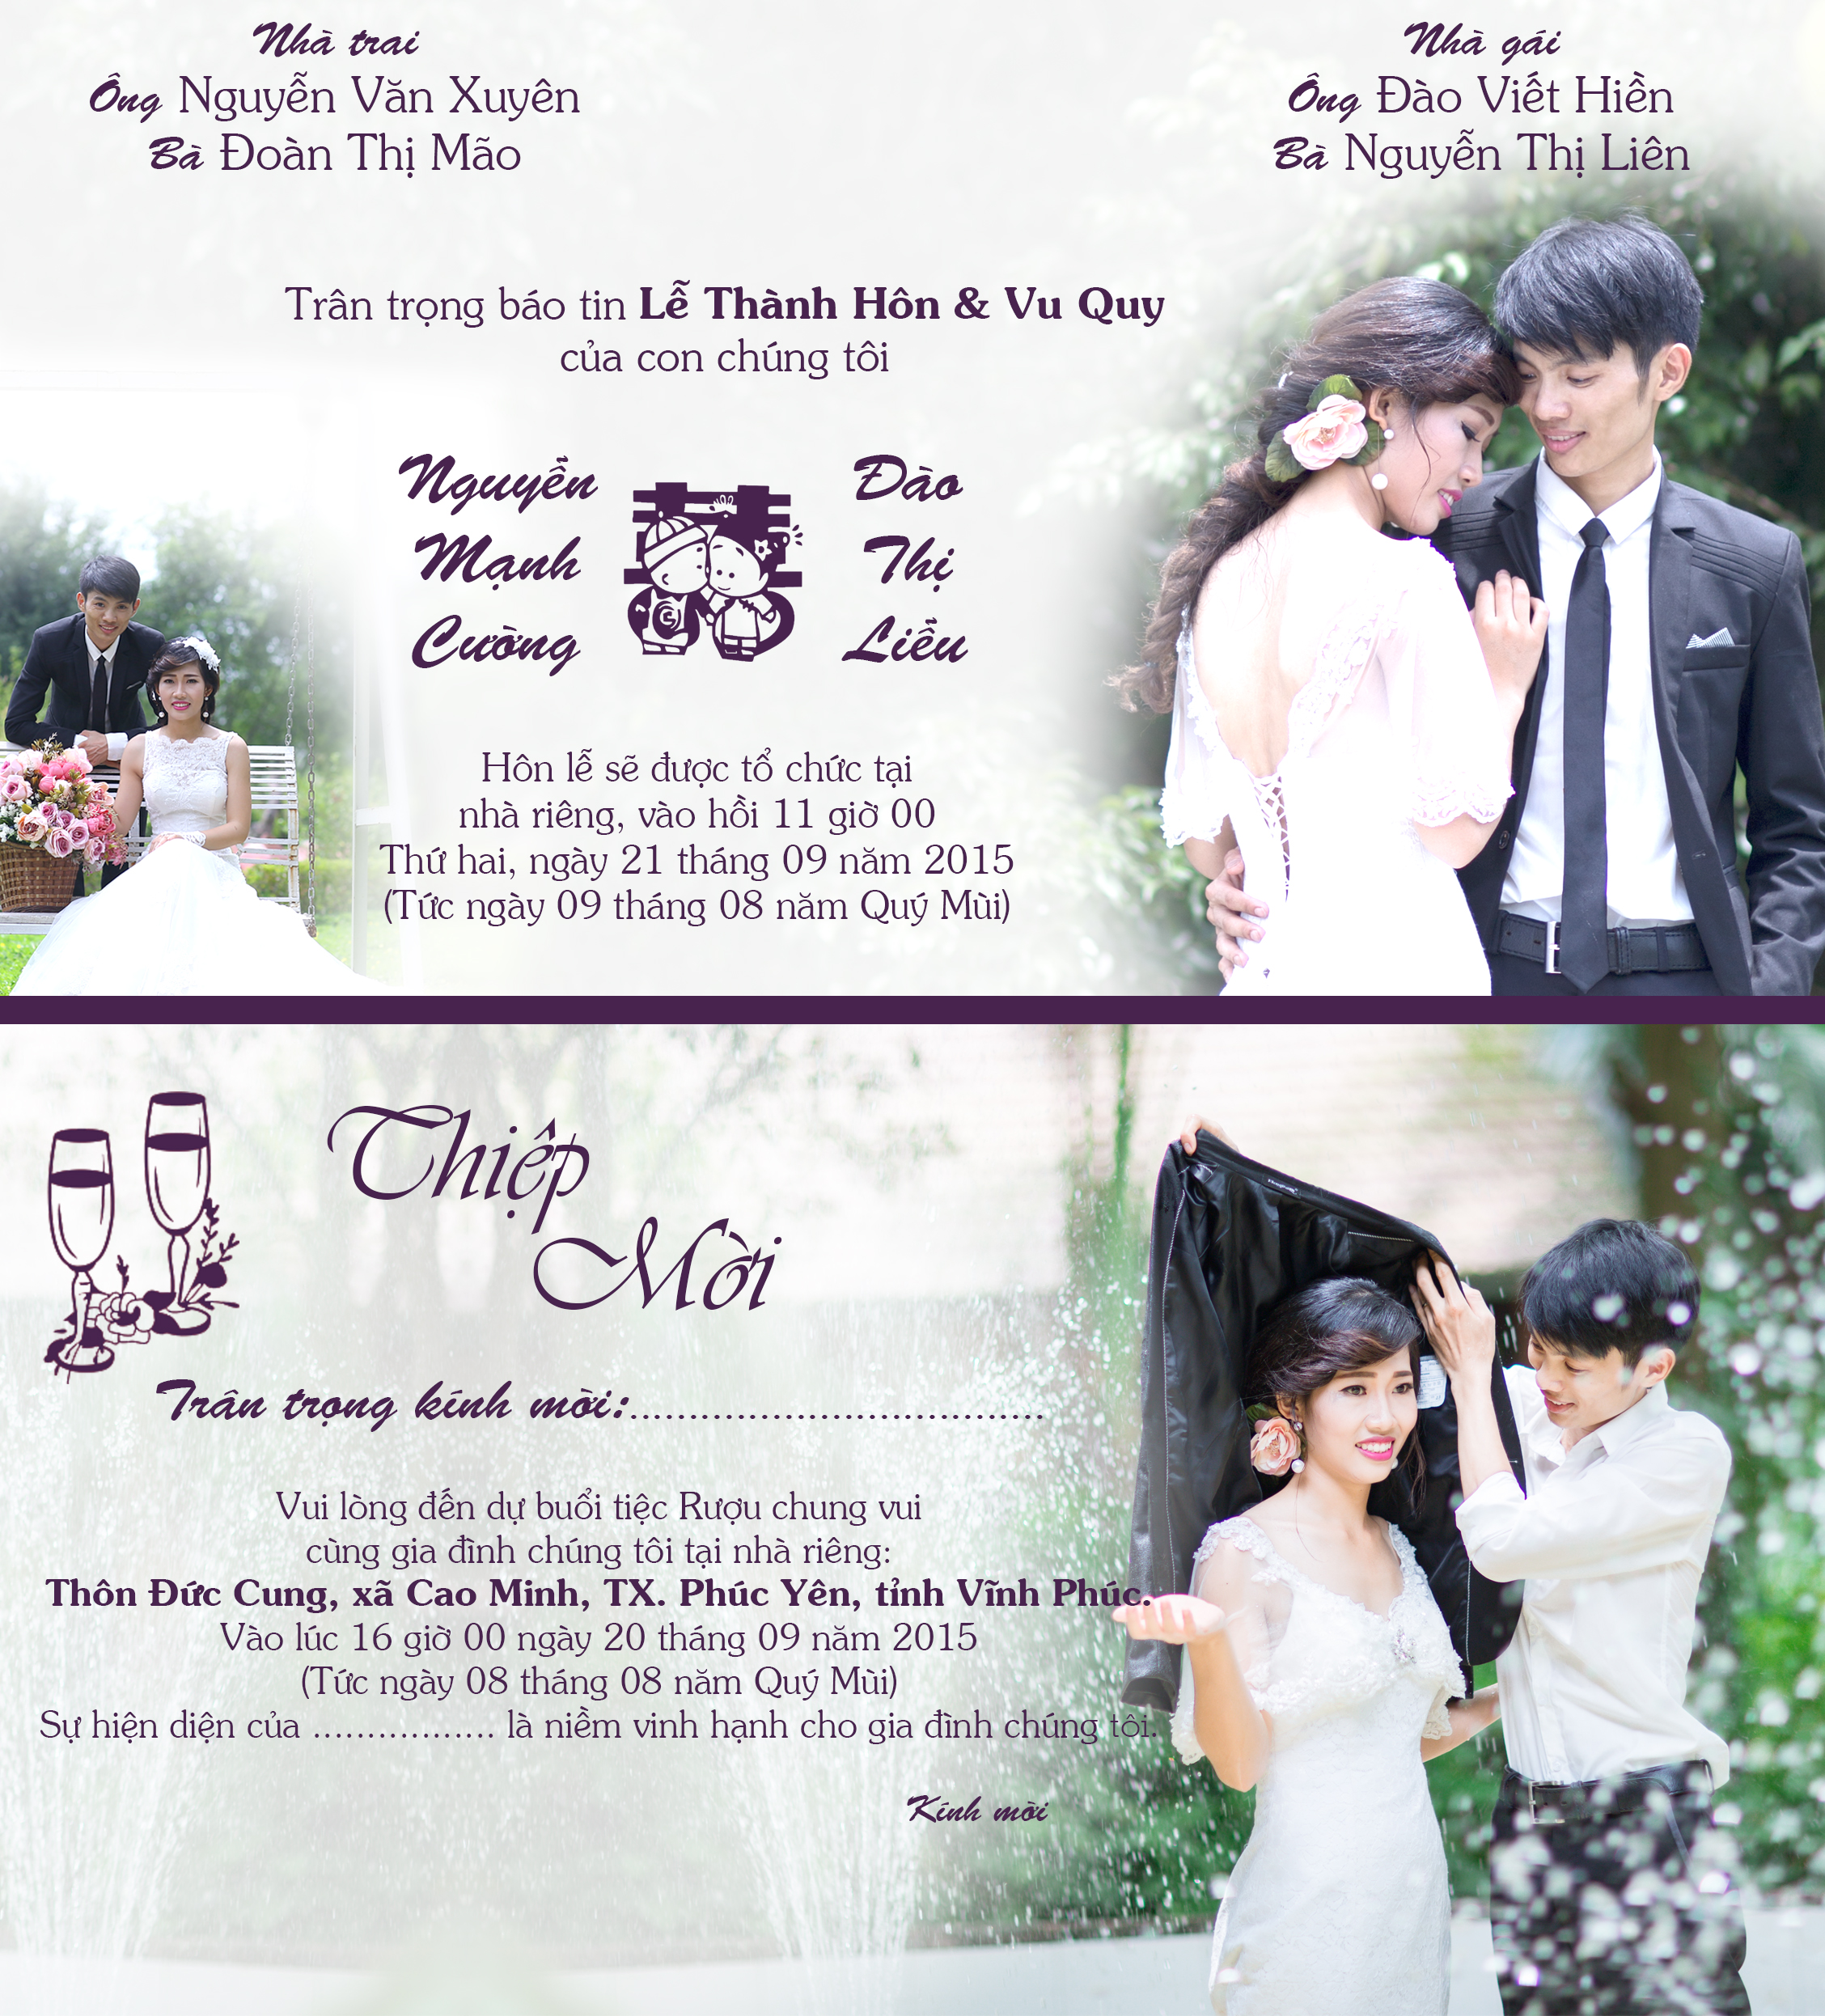 Nhà trai
Ông Nguyễn Văn Xuyên
Bà Đoàn Thị Mão
Nhà gái
Ông Đào Viết Hiền
Bà Nguyễn Thị Liên
Trân trọng báo tin Lễ Thành Hôn & Vu Quy
của con chúng tôi
Nguyễn
Mạnh
Cường
Đào
Thị
Liễu
Hôn lễ sẽ được tổ chức tại
nhà riêng, vào hồi 11 giờ 00
Thứ hai, ngày 21 tháng 09 năm 2015
(Tức ngày 09 tháng 08 năm Quý Mùi)
Thiệp
Mời
Trân trọng kính mời:...................................
Vui lòng đến dự buổi tiệc Rượu chung vui
cùng gia đình chúng tôi tại nhà riêng:
Thôn Đức Cung, xã Cao Minh, TX. Phúc Yên, tỉnh Vĩnh Phúc.
Vào lúc 16 giờ 00 ngày 20 tháng 09 năm 2015
(Tức ngày 08 tháng 08 năm Quý Mùi)
Sự hiện diện của ................. là niềm vinh hạnh cho gia đình chúng tôi.
Kính mời